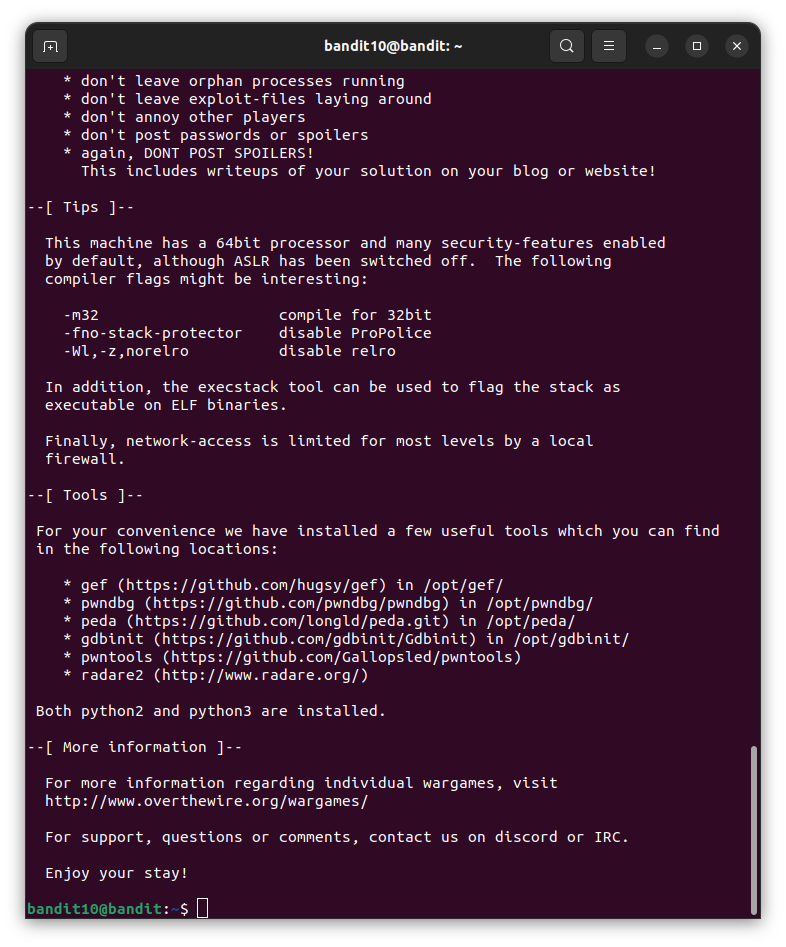 bandit10@bandit: ~
* don't leave orphan processes running
* don't leave exploit-files laying around
* don't annoy other players
* don't post passwords or spoilers
* again, DONT POST SPOILERS!
This includes writeups of your solution on your blog or website!
--[ Tips ]--
This machine has a 64bit processor and many security-features enabled
by default, although ASLR has been switched off.  The following
compiler flags might be interesting:
-m32                    compile for 32bit
-fno-stack-protector    disable ProPolice
-Wl,-z,norelro          disable relro
In addition, the execstack tool can be used to flag the stack as
executable on ELF binaries.
Finally, network-access is limited for most levels by a local
firewall.
--[ Tools ]--
For your convenience we have installed a few useful tools which you can find
in the following locations:
* gef (https://github.com/hugsy/gef) in /opt/gef/
* pwndbg (https://github.com/pwndbg/pwndbg) in /opt/pwndbg/
* peda (https://github.com/longld/peda.git) in /opt/peda/
* gdbinit (https://github.com/gdbinit/Gdbinit) in /opt/gdbinit/
* pwntools (https://github.com/Gallopsled/pwntools)
* radare2 (http://www.radare.org/)
Both python2 and python3 are installed.
--[ More information ]--
For more information regarding individual wargames, visit
http://www.overthewire.org/wargames/
For support, questions or comments, contact us on discord or IRC.
Enjoy your stay!
bandit10@bandit:~$